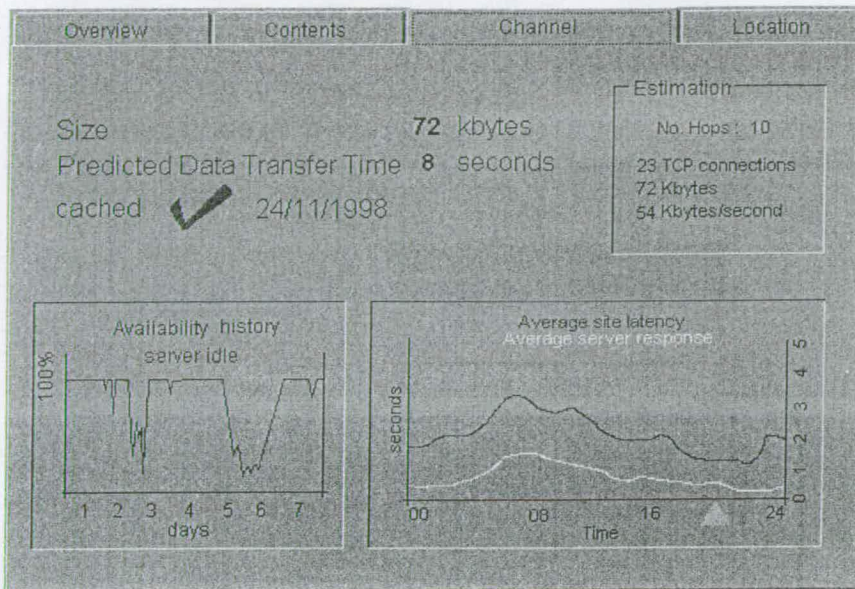 Overview Contents Channel Location
Size 72 kbytes
Predicted Data Transfer Time 8 seconds
cached 24/11/1998
Estimation
No. Hops : 10
23 TCP connections
72 Kbytes
54 Kbytes/second
Availability history
server idle
100%
1 2 3 4 5 6 7
days
Average site latency
Average server response
seconds
5
4
3
2
1
0
00 08 16 24
Time